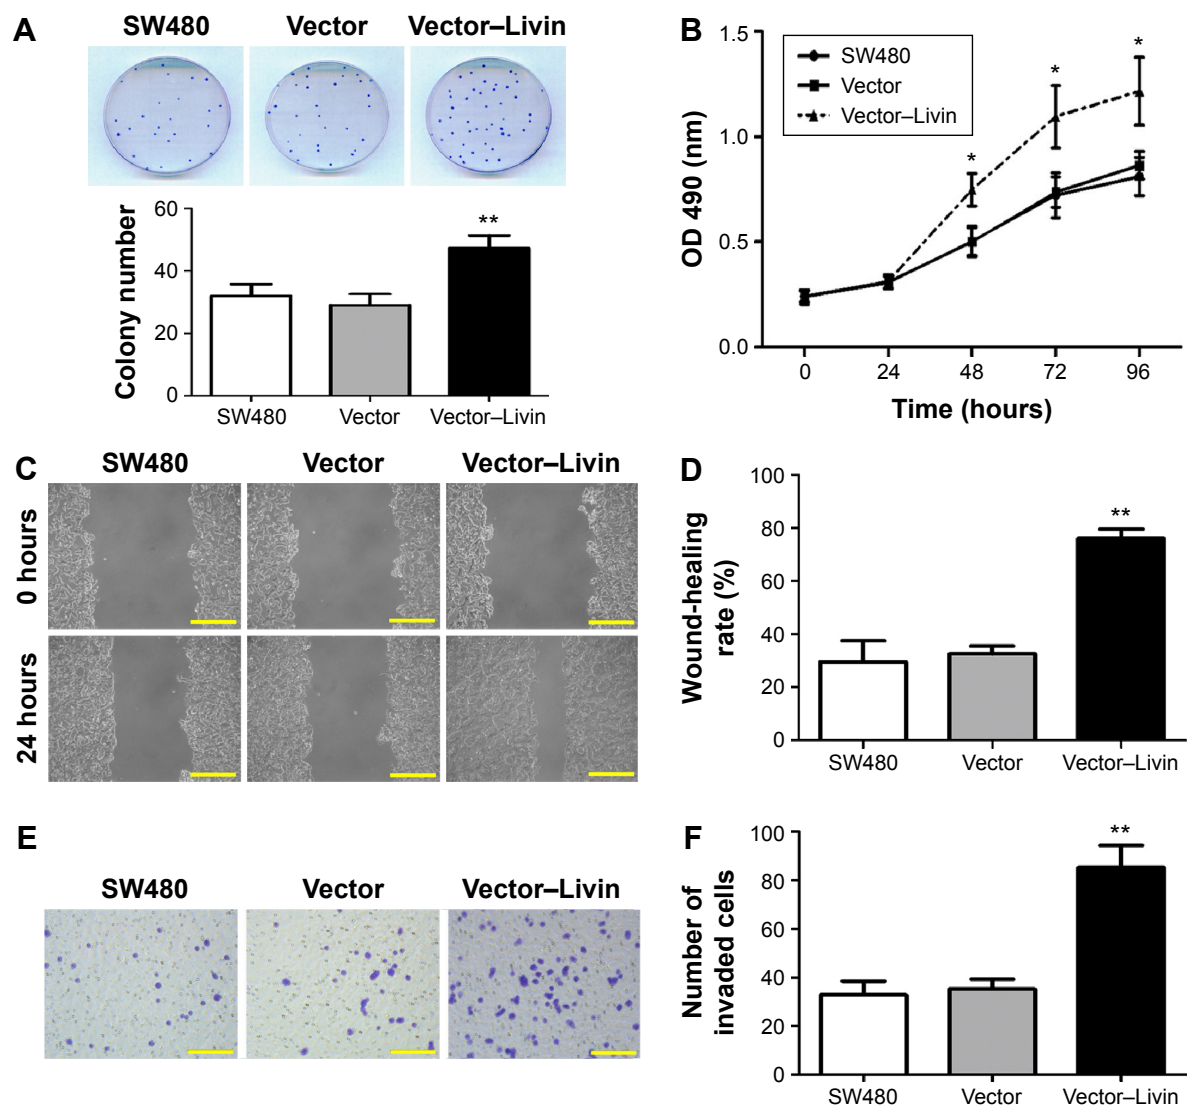 A
SW480 Vector Vector–Livin
Colony number
60
40
20
0
**
SW480 Vector Vector–Livin
B
OD 490 (nm)
1.5
1.0
0.5
0.0
SW480
Vector
Vector–Livin
*
*
*
0 24 48 72 96
Time (hours)
C
SW480 Vector Vector–Livin
0 hours
24 hours
D
Wound-healing
rate (%)
100
80
60
40
20
0
**
SW480 Vector Vector–Livin
E
SW480 Vector Vector–Livin
F
Number of
invaded cells
100
80
60
40
20
0
**
SW480 Vector Vector–Livin